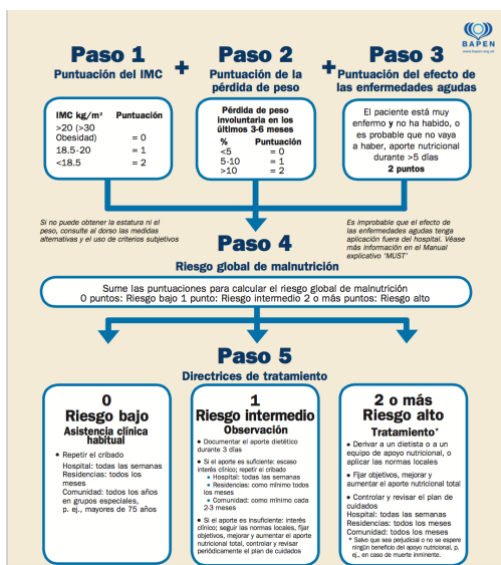 BAPEN
www.bapen.org.uk
Paso 1
Puntuación del IMC
+
Paso 2
Puntuación de la
pérdida de peso
+
Paso 3
Puntuación del efecto de
las enfermedades agudas
IMC kg/m² Puntuación
>20 (>30
Obesidad) = 0
18.5-20 = 1
<18.5 = 2
Pérdida de peso
involuntaria en los
últimos 3-6 meses
% Puntuación
<5 = 0
5-10 = 1
>10 = 2
El paciente está muy
enfermo y no ha habido, o
es probable que no vaya
a haber, aporte nutricional
durante >5 días
2 puntos
Si no puede obtener la estatura ni el
peso, consulte al dorso las medidas
alternativas y el uso de criterios subjetivos
Es improbable que el efecto de
las enfermedades agudas tenga
aplicación fuera del hospital. Véase
más información en el Manual
explicativo "MUST"
Paso 4
Riesgo global de malnutrición
Sume las puntuaciones para calcular el riesgo global de malnutrición
0 puntos: Riesgo bajo 1 punto: Riesgo intermedio 2 o más puntos: Riesgo alto
Paso 5
Directrices de tratamiento
0
Riesgo bajo
Asistencia clínica
habitual
• Repetir el cribado
Hospital: todas las semanas
Residencias: todos los
meses
Comunidad: todos los años
en grupos especiales,
p. ej., mayores de 75 años
1
Riesgo intermedio
Observación
• Documentar el aporte dietético
durante 3 días
• Si el aporte es suficiente: escaso
interés clínico; repetir el cribado
• Hospital: todas las semanas
• Residencias: como mínimo todos
los meses
• Comunidad: como mínimo cada
2-3 meses
• Si el aporte es insuficiente: interés
clínico; seguir las normas locales, fijar
objetivos, mejorar y aumentar el aporte
nutricional total, controlar y revisar
periódicamente el plan de cuidados
2 o más
Riesgo alto
Tratamiento*
• Derivar a un dietista o a un
equipo de apoyo nutricional, o
aplicar las normas locales
• Fijar objetivos, mejorar y
aumentar el aporte nutricional total
• Controlar y revisar el plan de
cuidados
Hospital: todas las semanas
Residencias: todos los meses
Comunidad: todos los meses
* Salvo que sea perjudicial o no se espere
ningún beneficio del apoyo nutricional, p.
ej., en caso de muerte inminente.